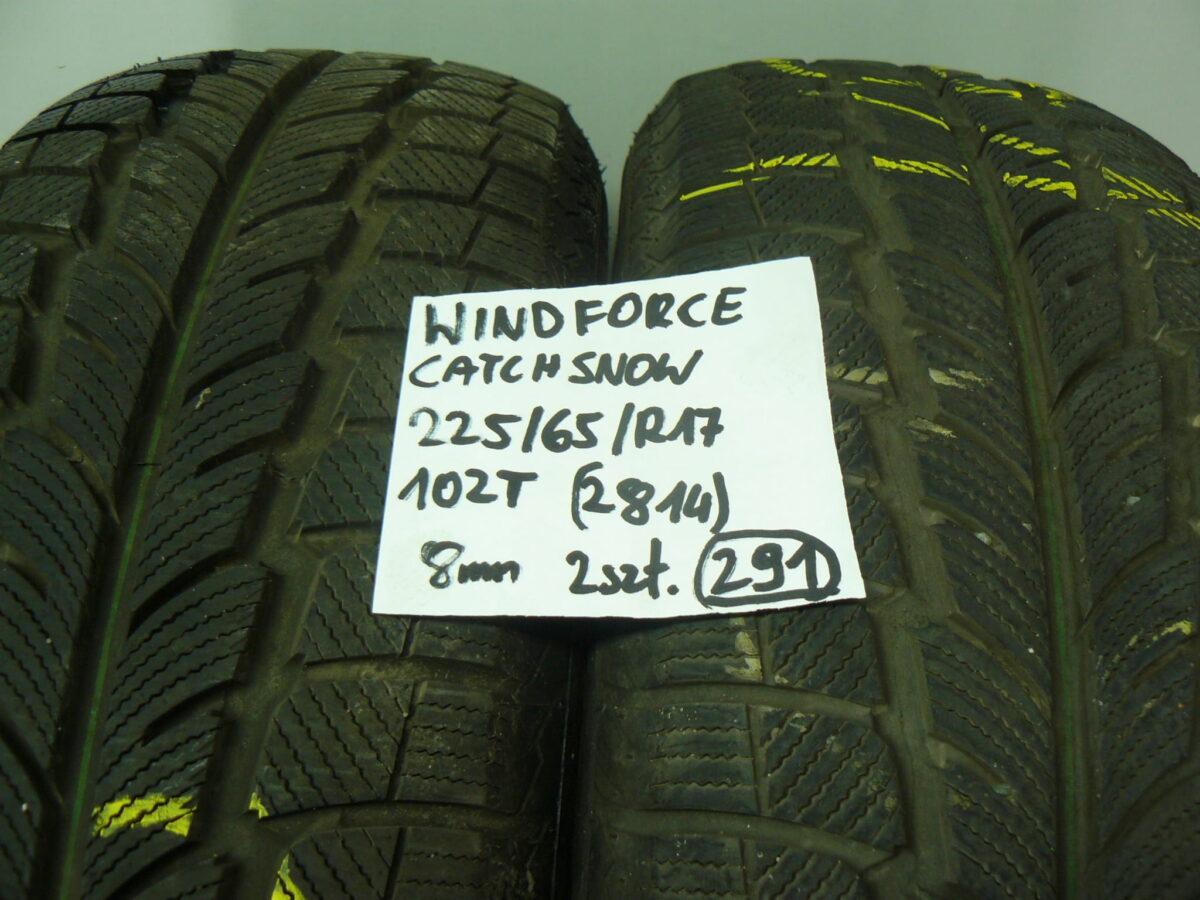 WINDFORCE
CATCHSNOW
225/65/R17
102T (2814)
8mm 2szt. 291